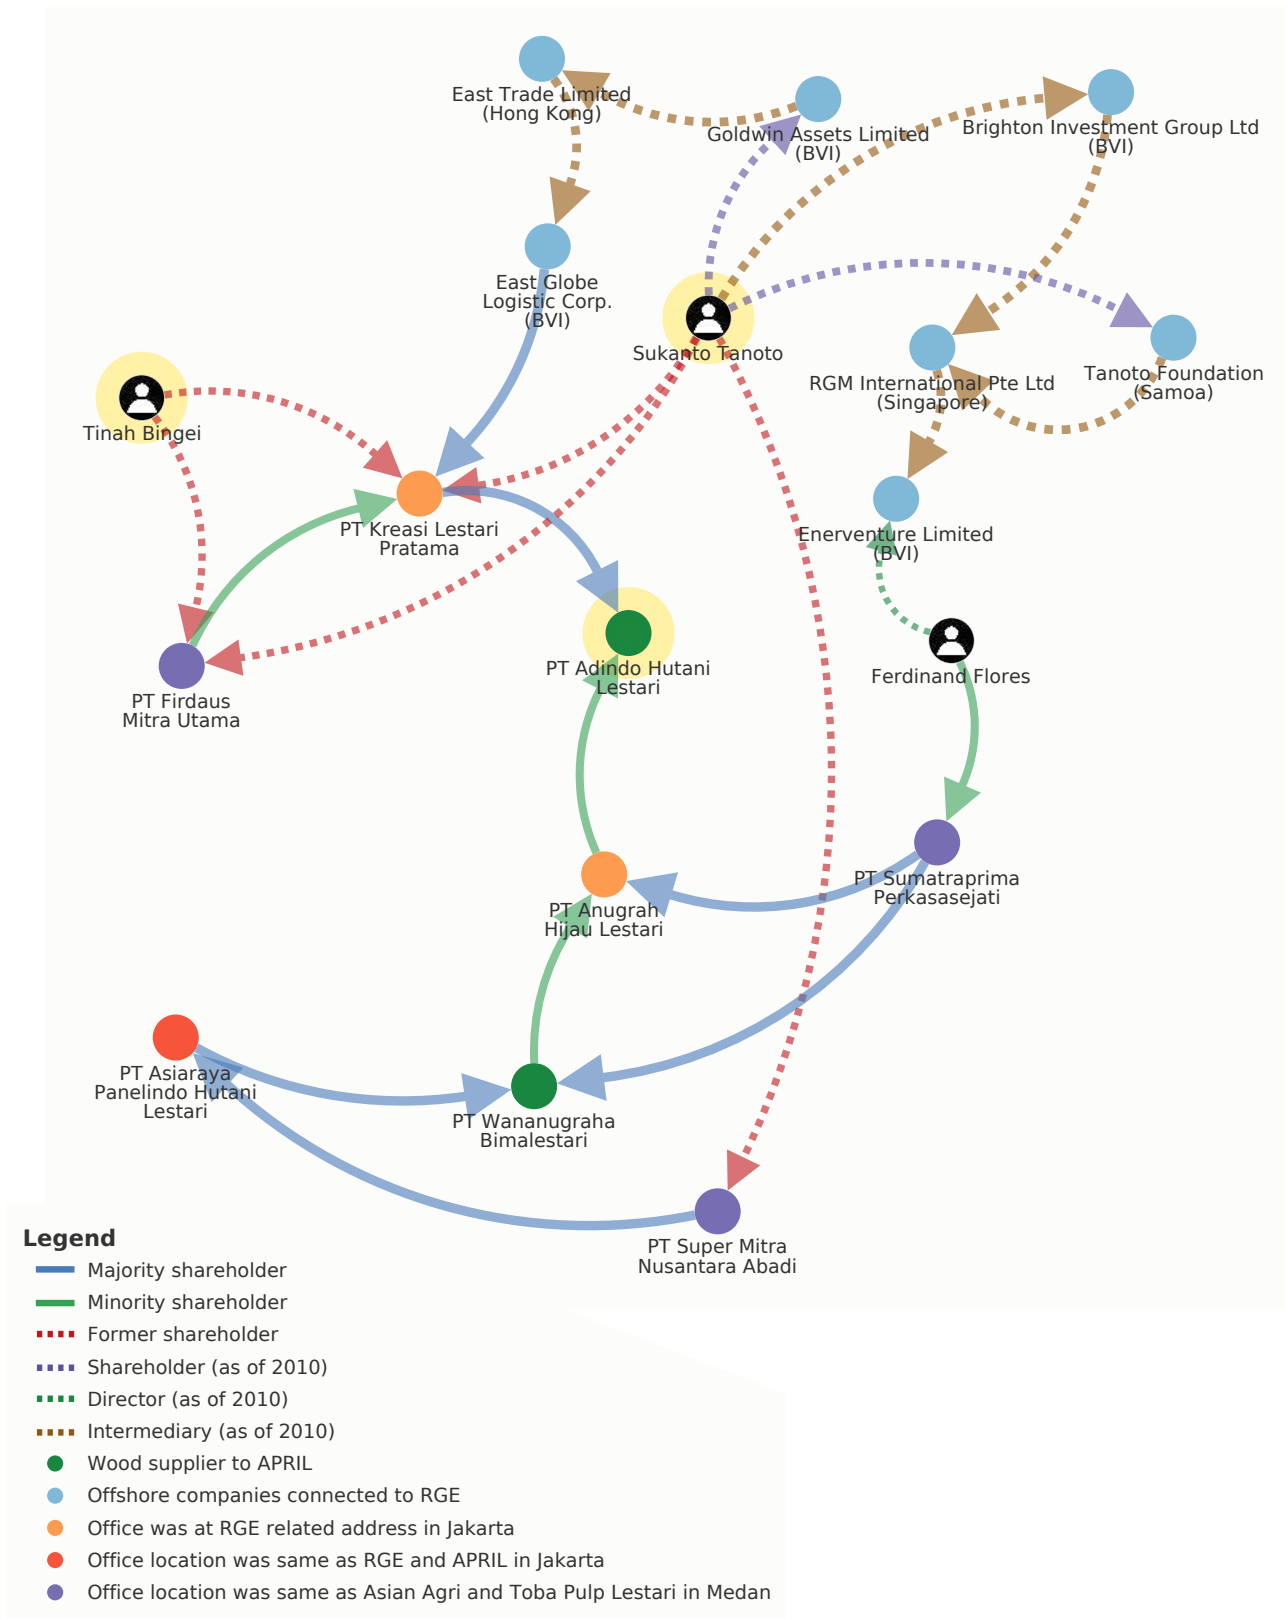 East Trade Limited
(Hong Kong)
Goldwin Assets Limited
(BVI)
Brighton Investment Group Ltd
(BVI)
East Globe
Logistic Corp.
(BVI)
Sukanto Tanoto
RGM International Pte Ltd
(Singapore)
Tanoto Foundation
(Samoa)
Tinah Bingei
PT Kreasi Lestari
Pratama
Enerventure Limited
(BVI)
PT Firdaus
Mitra Utama
PT Adindo Hutani
Lestari
Ferdinand Flores
PT Sumatraprima
Perkasasejati
PT Anugrah
Hijau Lestari
PT Asiaraya
Panelindo Hutani
Lestari
PT Wananugraha
Bimalestari
PT Super Mitra
Nusantara Abadi
Legend
Majority shareholder
Minority shareholder
Former shareholder
Shareholder (as of 2010)
Director (as of 2010)
Intermediary (as of 2010)
Wood supplier to APRIL
Offshore companies connected to RGE
Office was at RGE related address in Jakarta
Office location was same as RGE and APRIL in Jakarta
Office location was same as Asian Agri and Toba Pulp Lestari in Medan